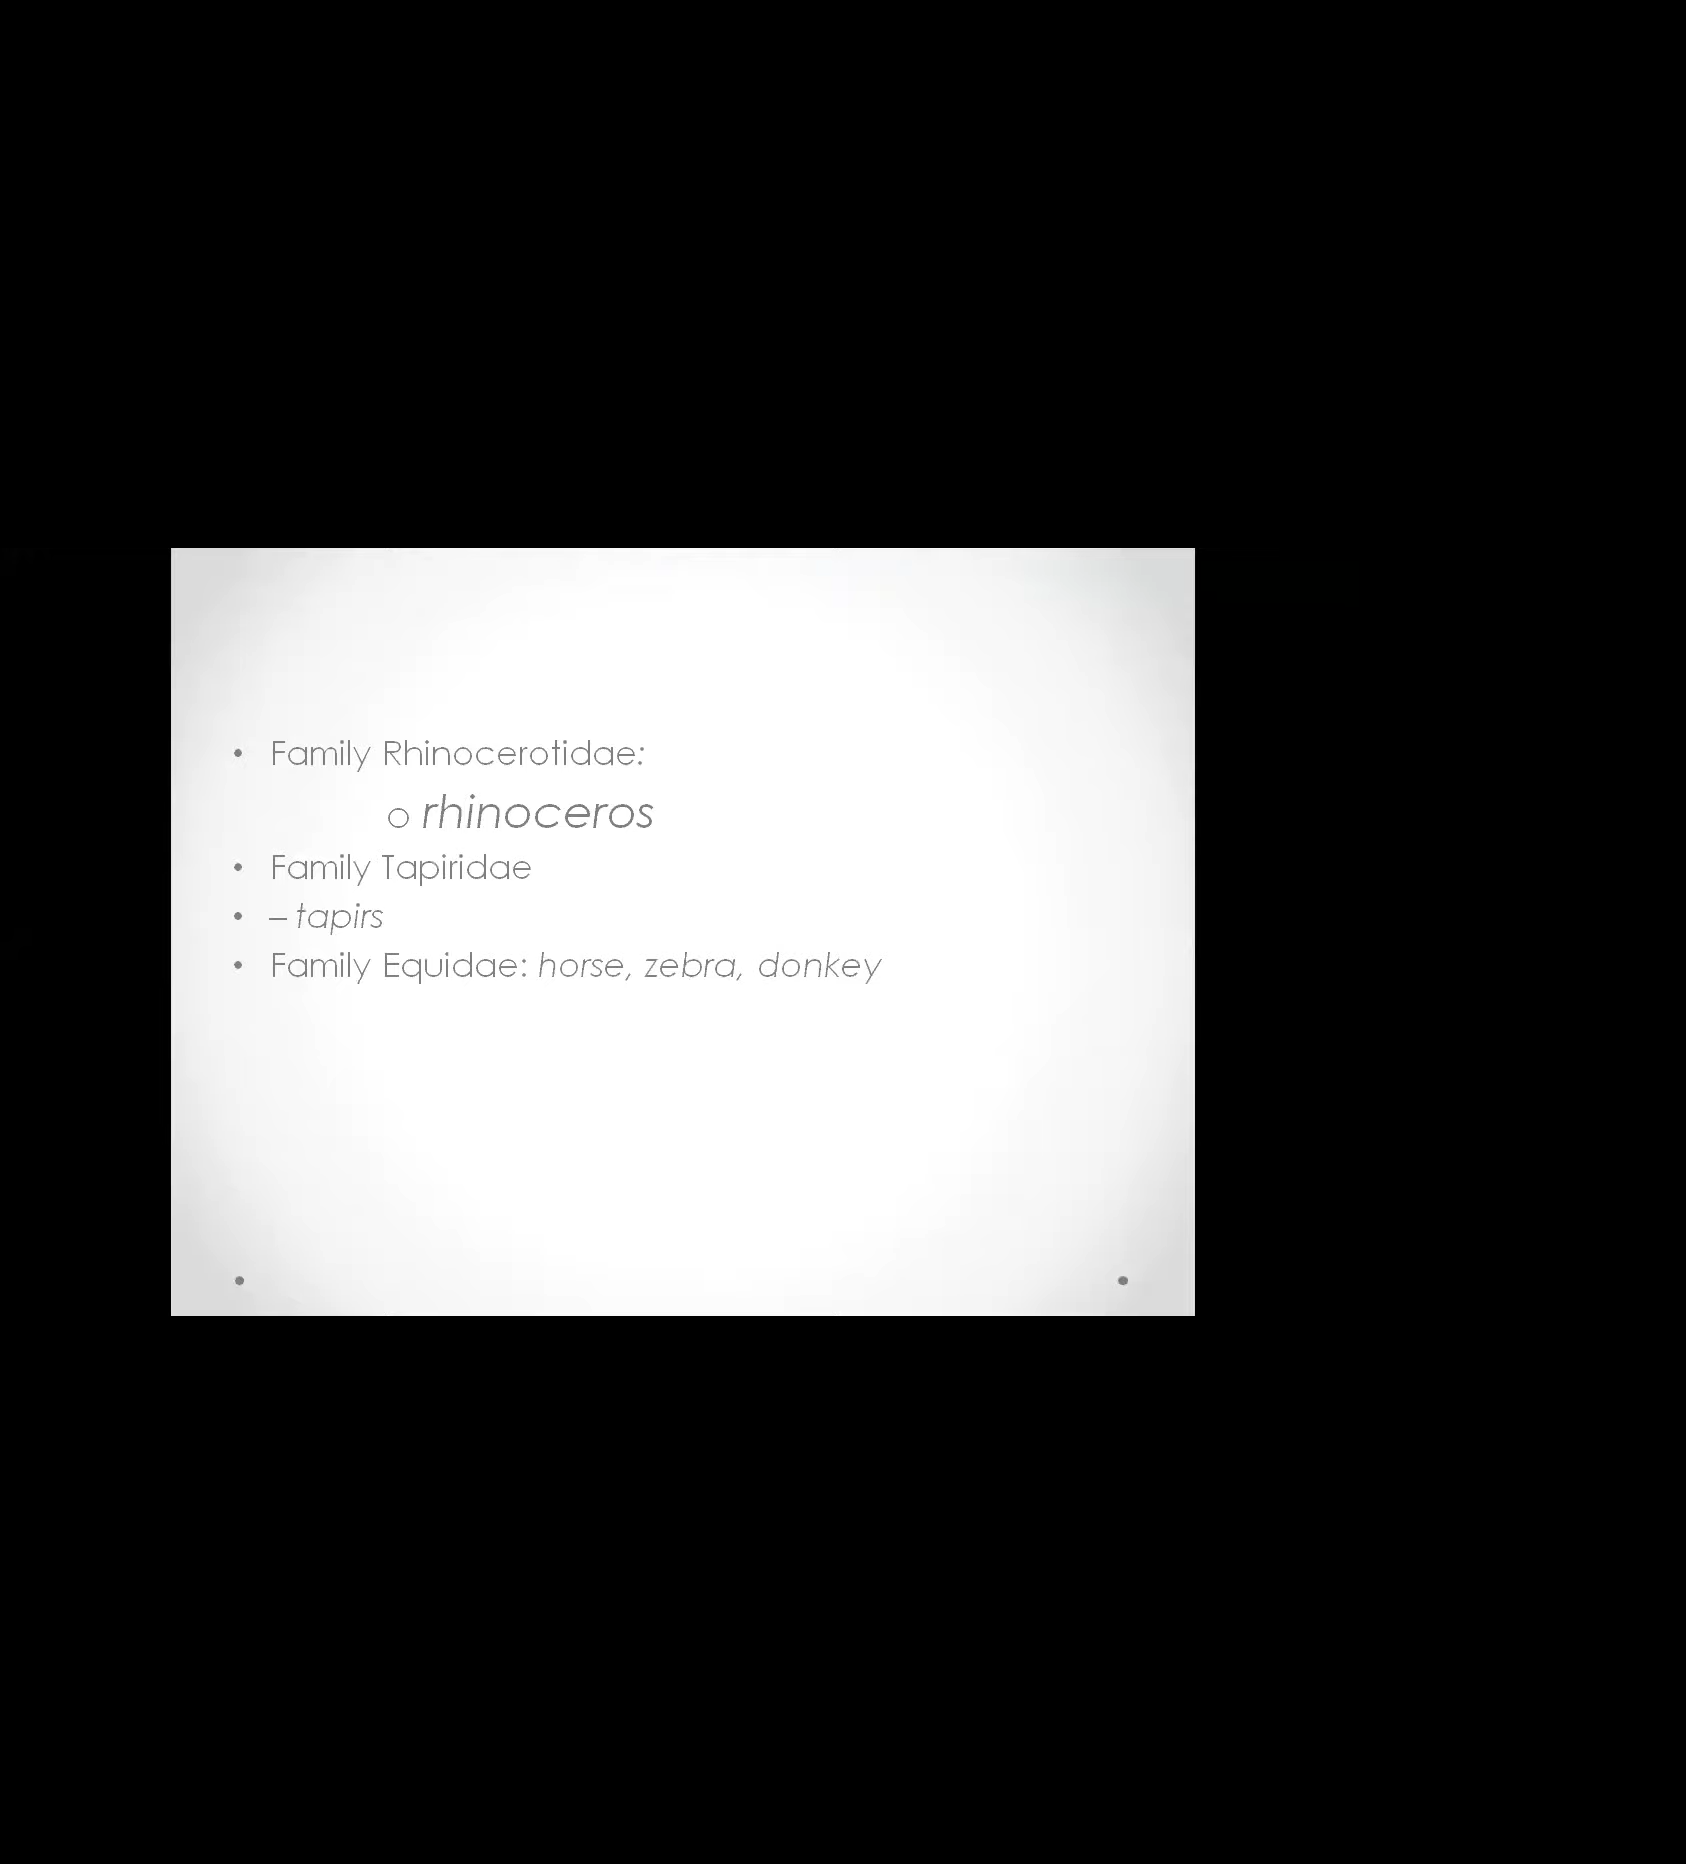 • Family Rhinocerotidae:
○ rhinoceros
• Family Tapiridae
• – tapirs
• Family Equidae: horse, zebra, donkey